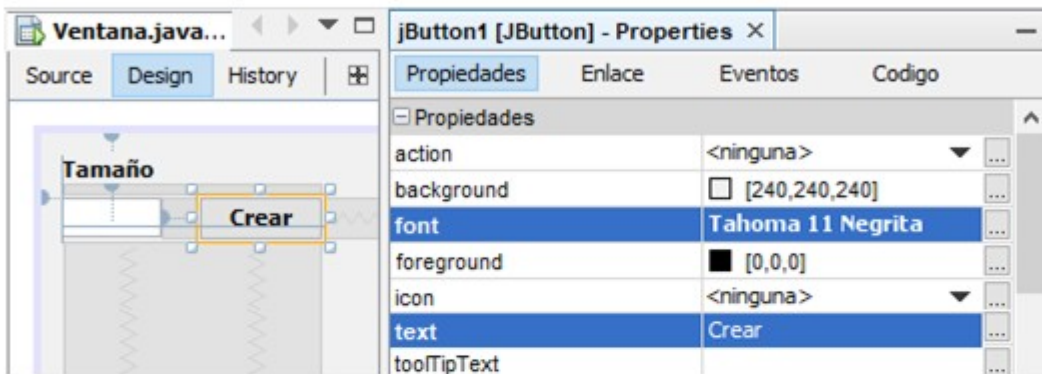 Ventana.java...
Source Design History
Tamaño
Crear
jButton1 [JButton] - Properties
Propiedades Enlace Eventos Codigo
Propiedades
action <ninguna> ...
background [240,240,240] ...
font Tahoma 11 Negrita ...
foreground [0,0,0] ...
icon <ninguna> ...
text Crear ...
toolTipText ...